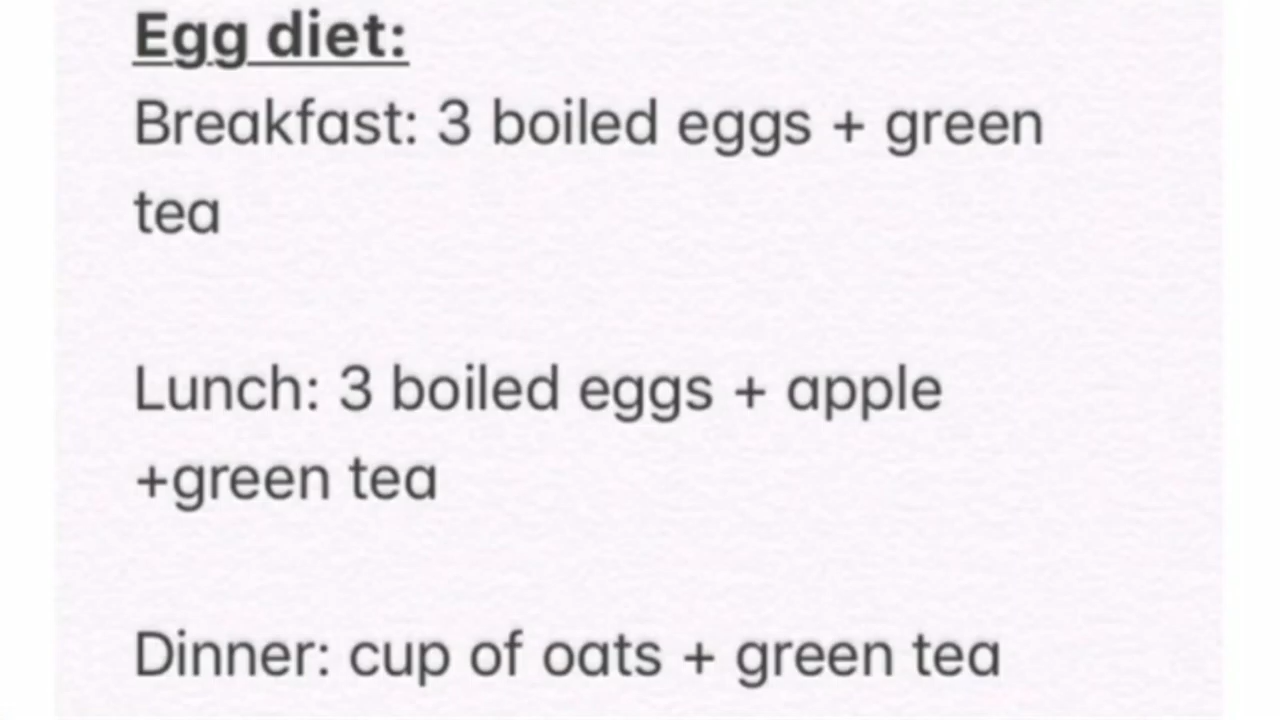 Egg diet:
Breakfast: 3 boiled eggs + green
tea
Lunch: 3 boiled eggs + apple
+green tea
Dinner: cup of oats + green tea